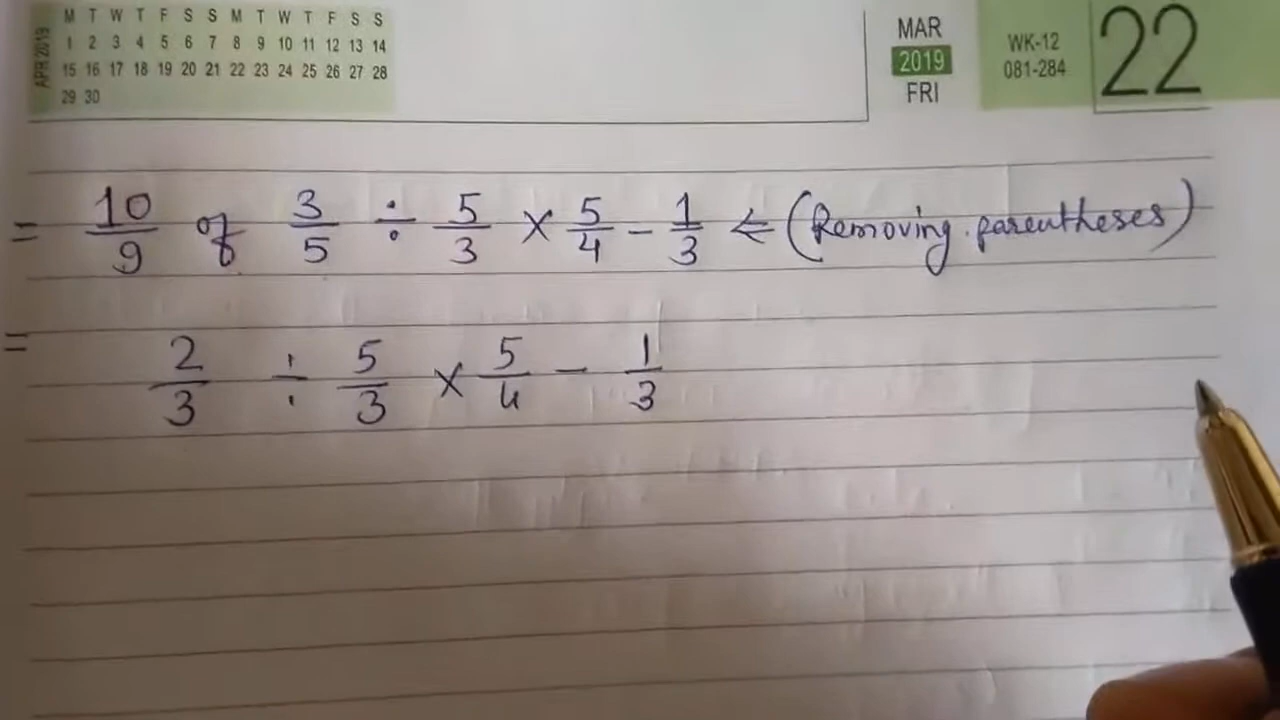 M T W T F S S M T W T F S S
APR 2019
1 2 3 4 5 6 7 8 9 10 11 12 13 14
15 16 17 18 19 20 21 22 23 24 25 26 27 28
29 30
MAR
2019
FRI
WK-12
081-284
22
= 10/9 of 3/5 ÷ 5/3 × 5/4 - 1/3 ⇐ (Removing parentheses)
= 2/3 ÷ 5/3 × 5/4 - 1/3